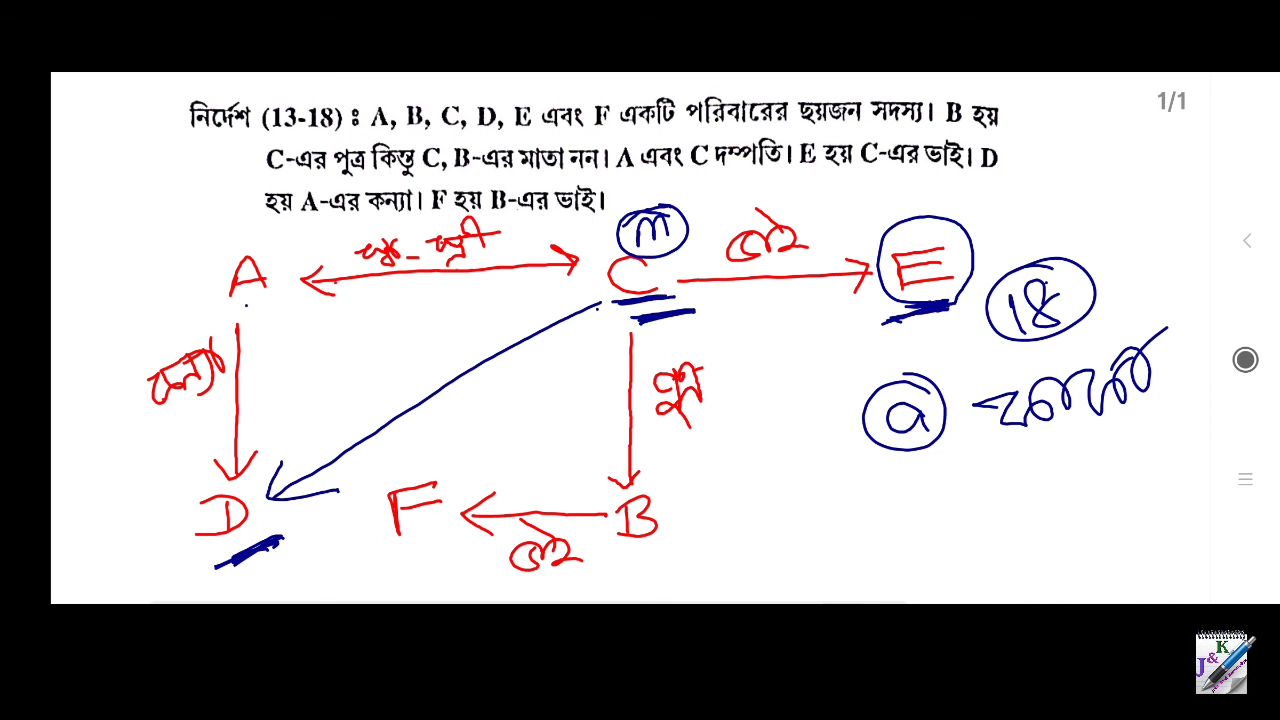 1/1
নির্দেশ (13-18) : A, B, C, D, E এবং F একটি পরিবারের ছয়জন সদস্য। B হয়
C-এর পুত্র কিন্তু C, B-এর মাতা নন। A এবং C দম্পতি। E হয় C-এর ভাই। D
হয় A-এর কন্যা। F হয় B-এর ভাই।
m
A C ভাই E
18
কন্যা পুত্র a
D F ভাই B
J&K